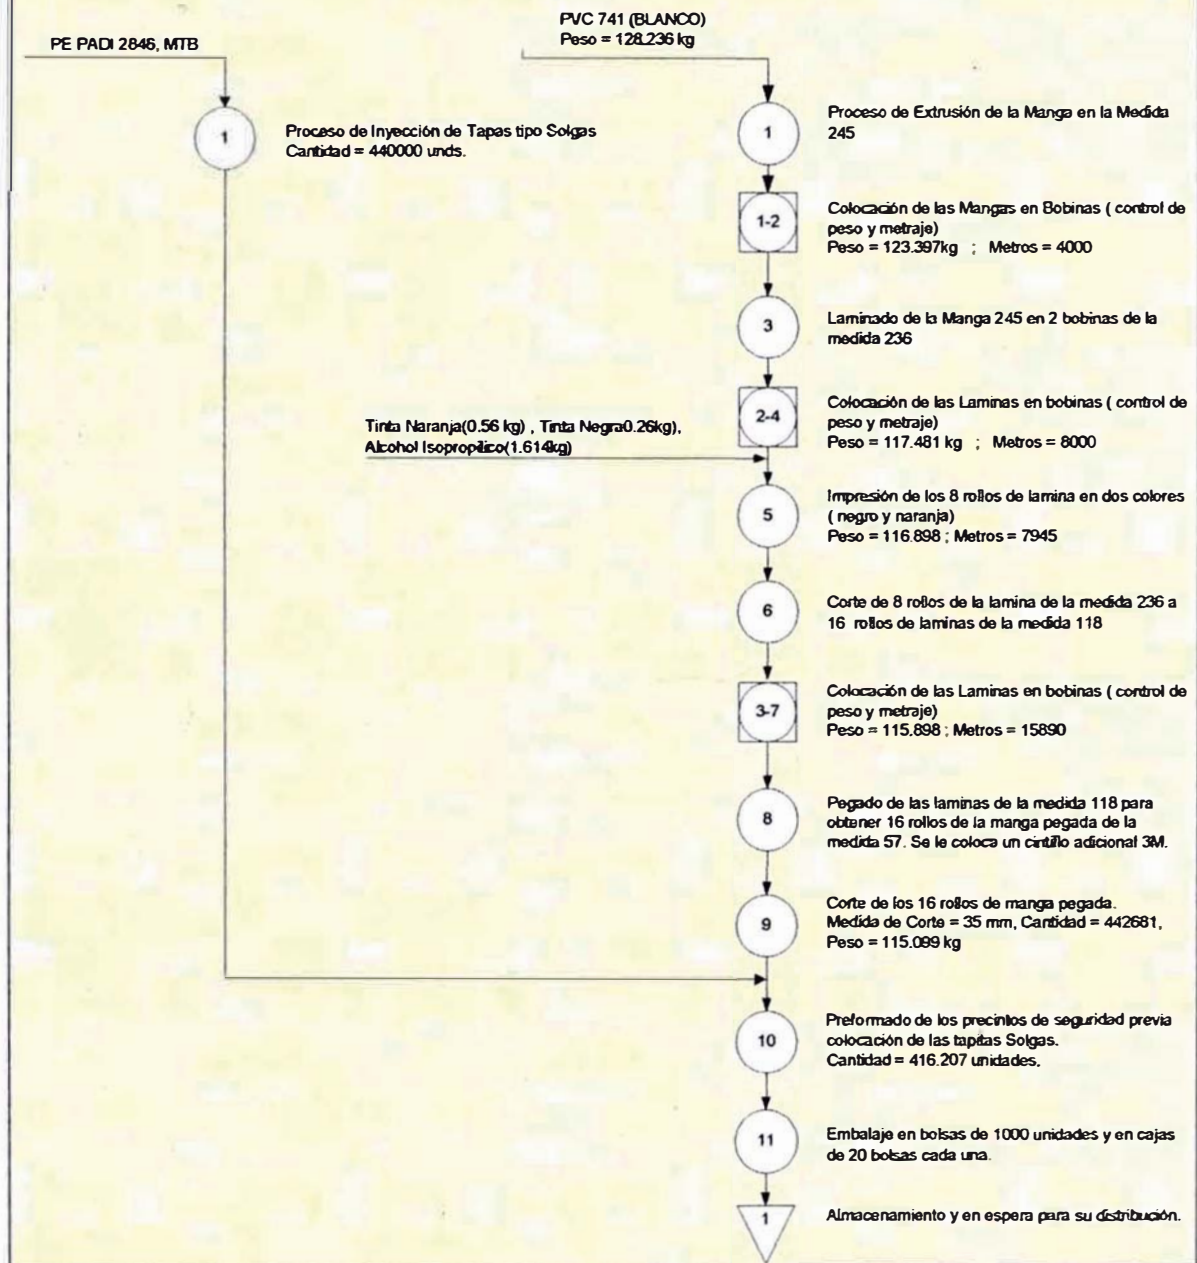 PVC 741 (BLANCO)
Peso = 128.236 kg
PE PADI 2846, MTB
1
Proceso de Inyección de Tapas tipo Solgas
Cantidad = 440000 unds.
1
Proceso de Extrusión de la Manga en la Medida
245
1-2
Colocación de las Mangas en Bobinas ( control de
peso y metraje)
Peso = 123.397kg ; Metros = 4000
3
Laminado de la Manga 245 en 2 bobinas de la
medida 236
2-4
Colocación de las Laminas en bobinas ( control de
peso y metraje)
Peso = 117.481 kg ; Metros = 8000
Tinta Naranja(0.56 kg) , Tinta Negra0.26kg),
Alcohol Isopropilico(1.614kg)
5
Impresión de los 8 rollos de lamina en dos colores
( negro y naranja)
Peso = 116.898 ; Metros = 7945
6
Corte de 8 rollos de la lamina de la medida 236 a
16 rollos de laminas de la medida 118
3-7
Colocación de las Laminas en bobinas ( control de
peso y metraje)
Peso = 115.898 ; Metros = 15890
8
Pegado de las laminas de la medida 118 para
obtener 16 rollos de la manga pegada de la
medida 57. Se le coloca un cintillo adicional 3M.
9
Corte de los 16 rollos de manga pegada.
Medida de Corte = 35 mm, Cantidad = 442681,
Peso = 115.099 kg
10
Preformado de los precintos de seguridad previa
colocación de las tapitas Solgas.
Cantidad = 416.207 unidades.
11
Embalaje en bolsas de 1000 unidades y en cajas
de 20 bolsas cada una.
1
Almacenamiento y en espera para su distribución.